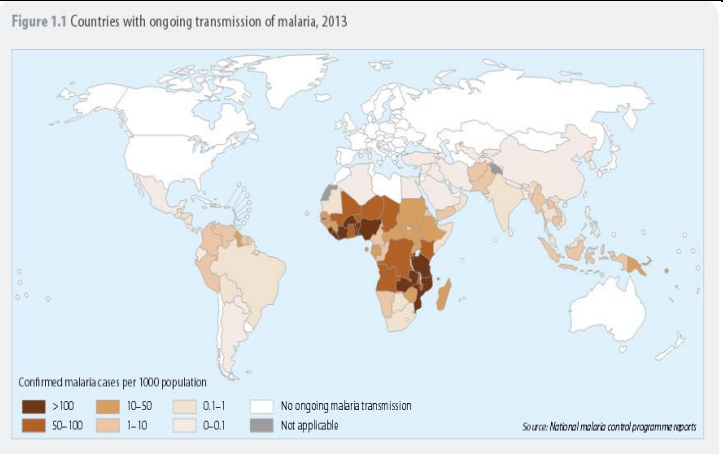 Figure 1.1 Countries with ongoing transmission of malaria, 2013
Confirmed malaria cases per 1000 population
>100 10–50 0.1–1 No ongoing malaria transmission
50–100 1–10 0–0.1 Not applicable
Source: National malaria control programme reports